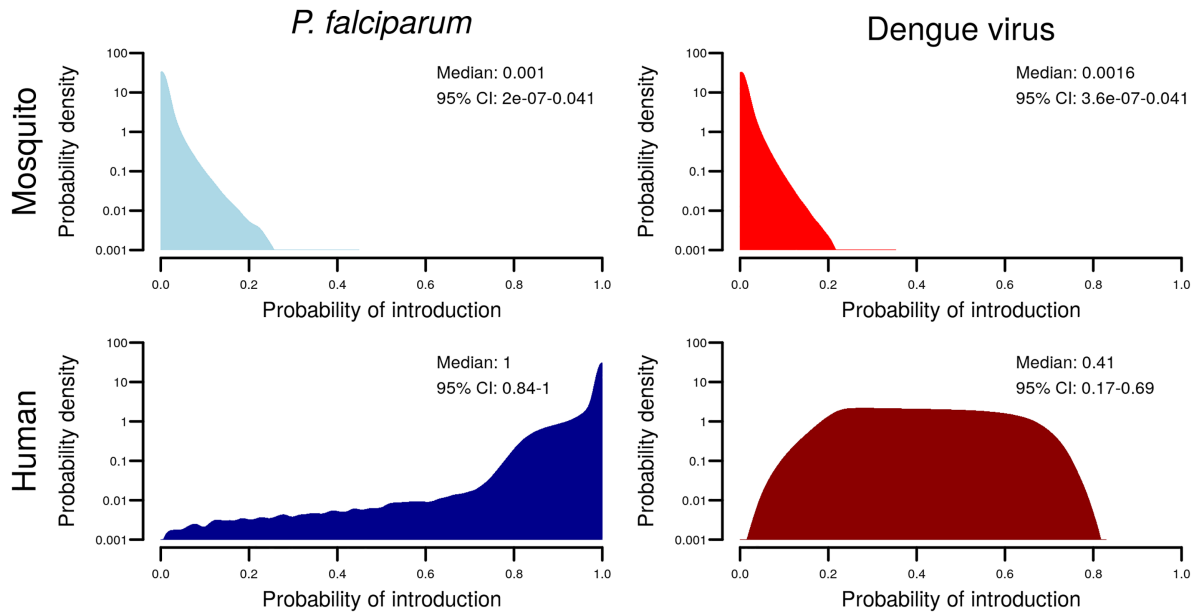 P. falciparum
Dengue virus
Mosquito
Probability density
100
10
1
0.1
0.01
0.001
Median: 0.001
95% CI: 2e-07-0.041
0.0 0.2 0.4 0.6 0.8 1.0
Probability of introduction
Probability density
100
10
1
0.1
0.01
0.001
Median: 0.0016
95% CI: 3.6e-07-0.041
0.0 0.2 0.4 0.6 0.8 1.0
Probability of introduction
Human
Probability density
100
10
1
0.1
0.01
0.001
Median: 1
95% CI: 0.84-1
0.0 0.2 0.4 0.6 0.8 1.0
Probability of introduction
Probability density
100
10
1
0.1
0.01
0.001
Median: 0.41
95% CI: 0.17-0.69
0.0 0.2 0.4 0.6 0.8 1.0
Probability of introduction